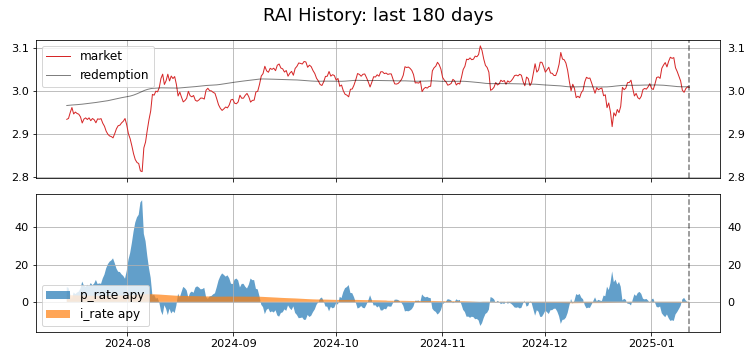 RAI History: last 180 days
3.1 3.1
market
redemption
3.0 3.0
2.9 2.9
2.8 2.8
40 40
20 20
p_rate apy
0 0
i_rate apy
2024-08 2024-09 2024-10 2024-11 2024-12 2025-01